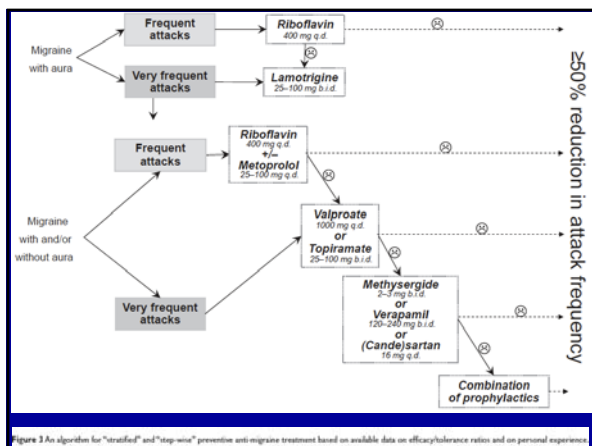 Frequent
attacks
Riboflavin
400 mg q.d.
Migraine
with aura
Very frequent
attacks
Lamotrigine
25–100 mg b.i.d.
Frequent
attacks
Riboflavin
400 mg q.d.
+/–
Metoprolol
25–100 mg q.d.
Valproate
1000 mg q.d.
or
Topiramate
25–100 mg b.i.d.
Migraine
with and/or
without aura
Very frequent
attacks
Methysergide
2–3 mg b.i.d.
or
Verapamil
120–240 mg b.i.d.
or
(Cande)sartan
16 mg q.d.
Combination
of prophylactics
≥50% reduction in attack frequency
Figure 3 An algorithm for "stratified" and "step-wise" preventive anti-migraine treatment based on available data on efficacy/tolerance ratios and on personal experience.